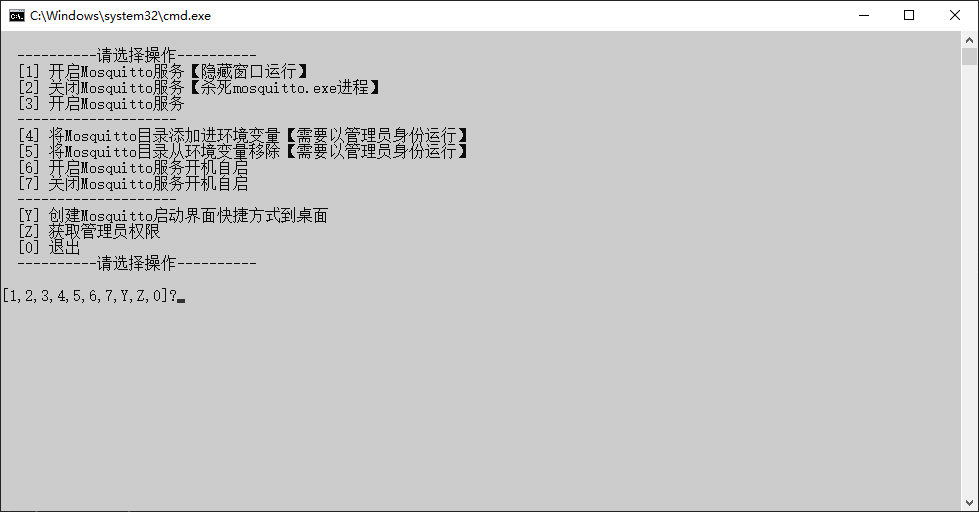 C:\Windows\system32\cmd.exe
----------请选择操作----------
[1] 开启Mosquitto服务【隐藏窗口运行】
[2] 关闭Mosquitto服务【杀死mosquitto.exe进程】
[3] 开启Mosquitto服务
--------------------
[4] 将Mosquitto目录添加进环境变量【需要以管理员身份运行】
[5] 将Mosquitto目录从环境变量移除【需要以管理员身份运行】
[6] 开启Mosquitto服务开机自启
[7] 关闭Mosquitto服务开机自启
--------------------
[Y] 创建Mosquitto启动界面快捷方式到桌面
[Z] 获取管理员权限
[0] 退出
----------请选择操作----------
[1,2,3,4,5,6,7,Y,Z,0]?